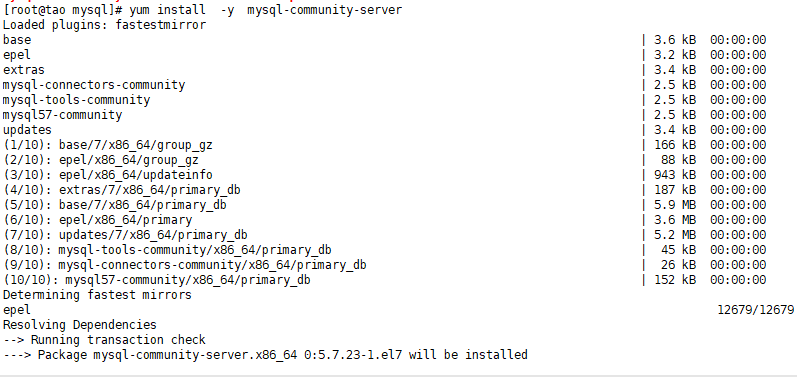 [root@tao mysql]# yum install  -y  mysql-community-server
Loaded plugins: fastestmirror
base | 3.6 kB  00:00:00
epel | 3.2 kB  00:00:00
extras | 3.4 kB  00:00:00
mysql-connectors-community | 2.5 kB  00:00:00
mysql-tools-community | 2.5 kB  00:00:00
mysql57-community | 2.5 kB  00:00:00
updates | 3.4 kB  00:00:00
(1/10): base/7/x86_64/group_gz | 166 kB  00:00:00
(2/10): epel/x86_64/group_gz |  88 kB  00:00:00
(3/10): epel/x86_64/updateinfo | 943 kB  00:00:00
(4/10): extras/7/x86_64/primary_db | 187 kB  00:00:00
(5/10): base/7/x86_64/primary_db | 5.9 MB  00:00:00
(6/10): epel/x86_64/primary | 3.6 MB  00:00:00
(7/10): updates/7/x86_64/primary_db | 5.2 MB  00:00:00
(8/10): mysql-tools-community/x86_64/primary_db |  45 kB  00:00:00
(9/10): mysql-connectors-community/x86_64/primary_db |  26 kB  00:00:00
(10/10): mysql57-community/x86_64/primary_db | 152 kB  00:00:00
Determining fastest mirrors
epel 12679/12679
Resolving Dependencies
--> Running transaction check
---> Package mysql-community-server.x86_64 0:5.7.23-1.el7 will be installed